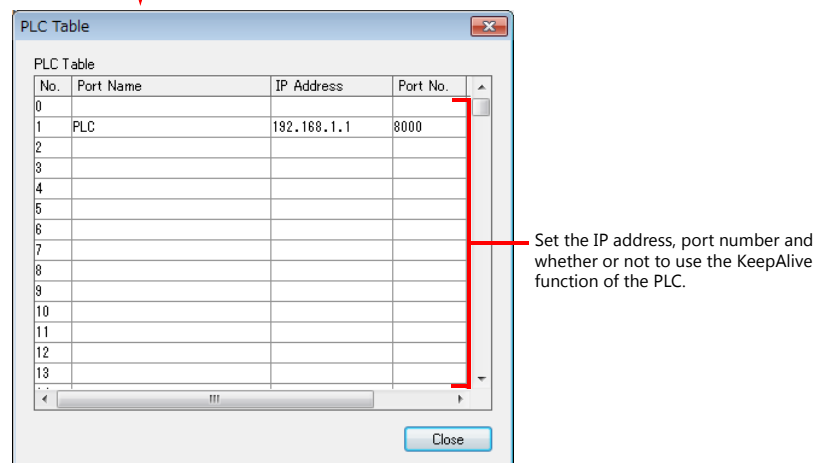 PLC Table
PLC Table
No. Port Name IP Address Port No.
0
1 PLC 192.168.1.1 8000
2
3
4
5
6
7
8
9
10
11
12
13
Set the IP address, port number and
whether or not to use the KeepAlive
function of the PLC.
Close